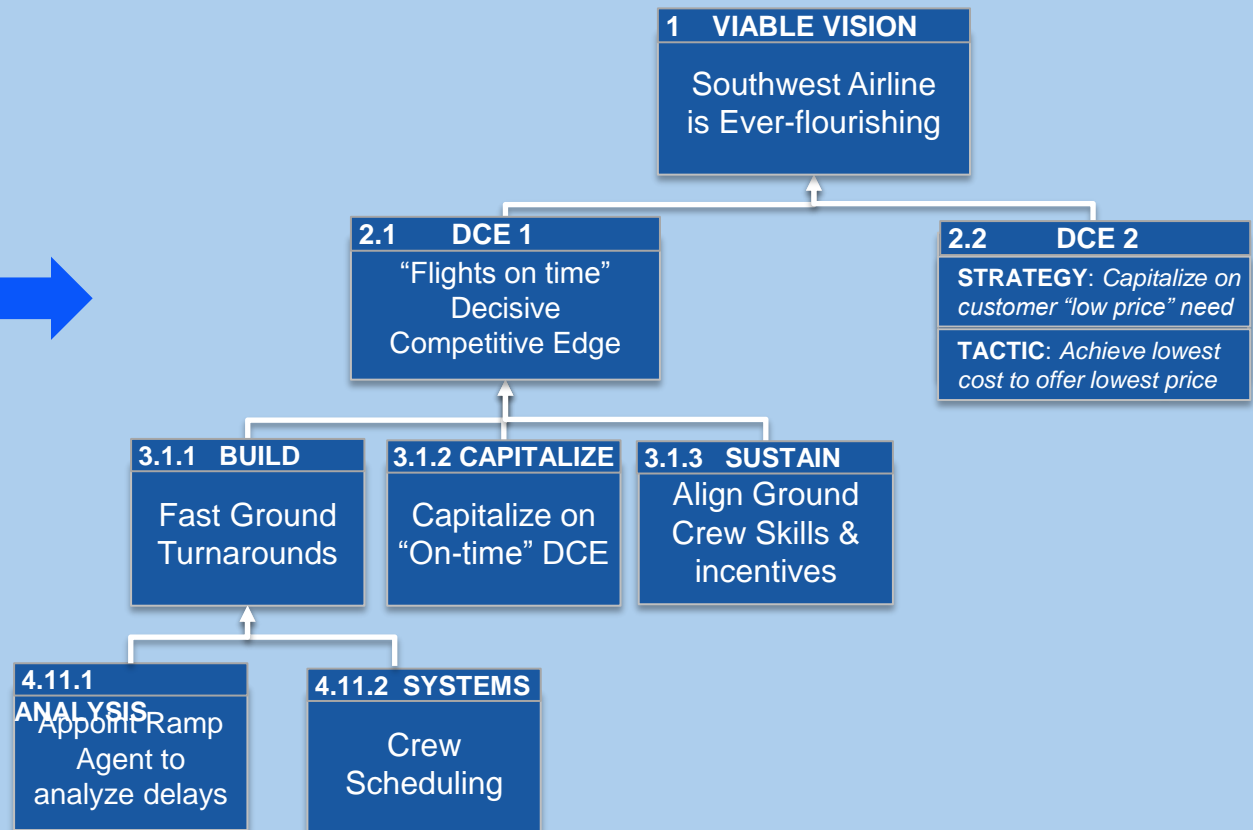 1 VIABLE VISION
Southwest Airline
is Ever-flourishing
2.1 DCE 1
“Flights on time”
Decisive
Competitive Edge
2.2 DCE 2
STRATEGY: Capitalize on
customer “low price” need
TACTIC: Achieve lowest
cost to offer lowest price
3.1.1 BUILD
Fast Ground
Turnarounds
3.1.2 CAPITALIZE
Capitalize on
“On-time” DCE
3.1.3 SUSTAIN
Align Ground
Crew Skills &
incentives
4.11.1
ANALYSIS
Appoint Ramp
Agent to
analyze delays
4.11.2 SYSTEMS
Crew
Scheduling